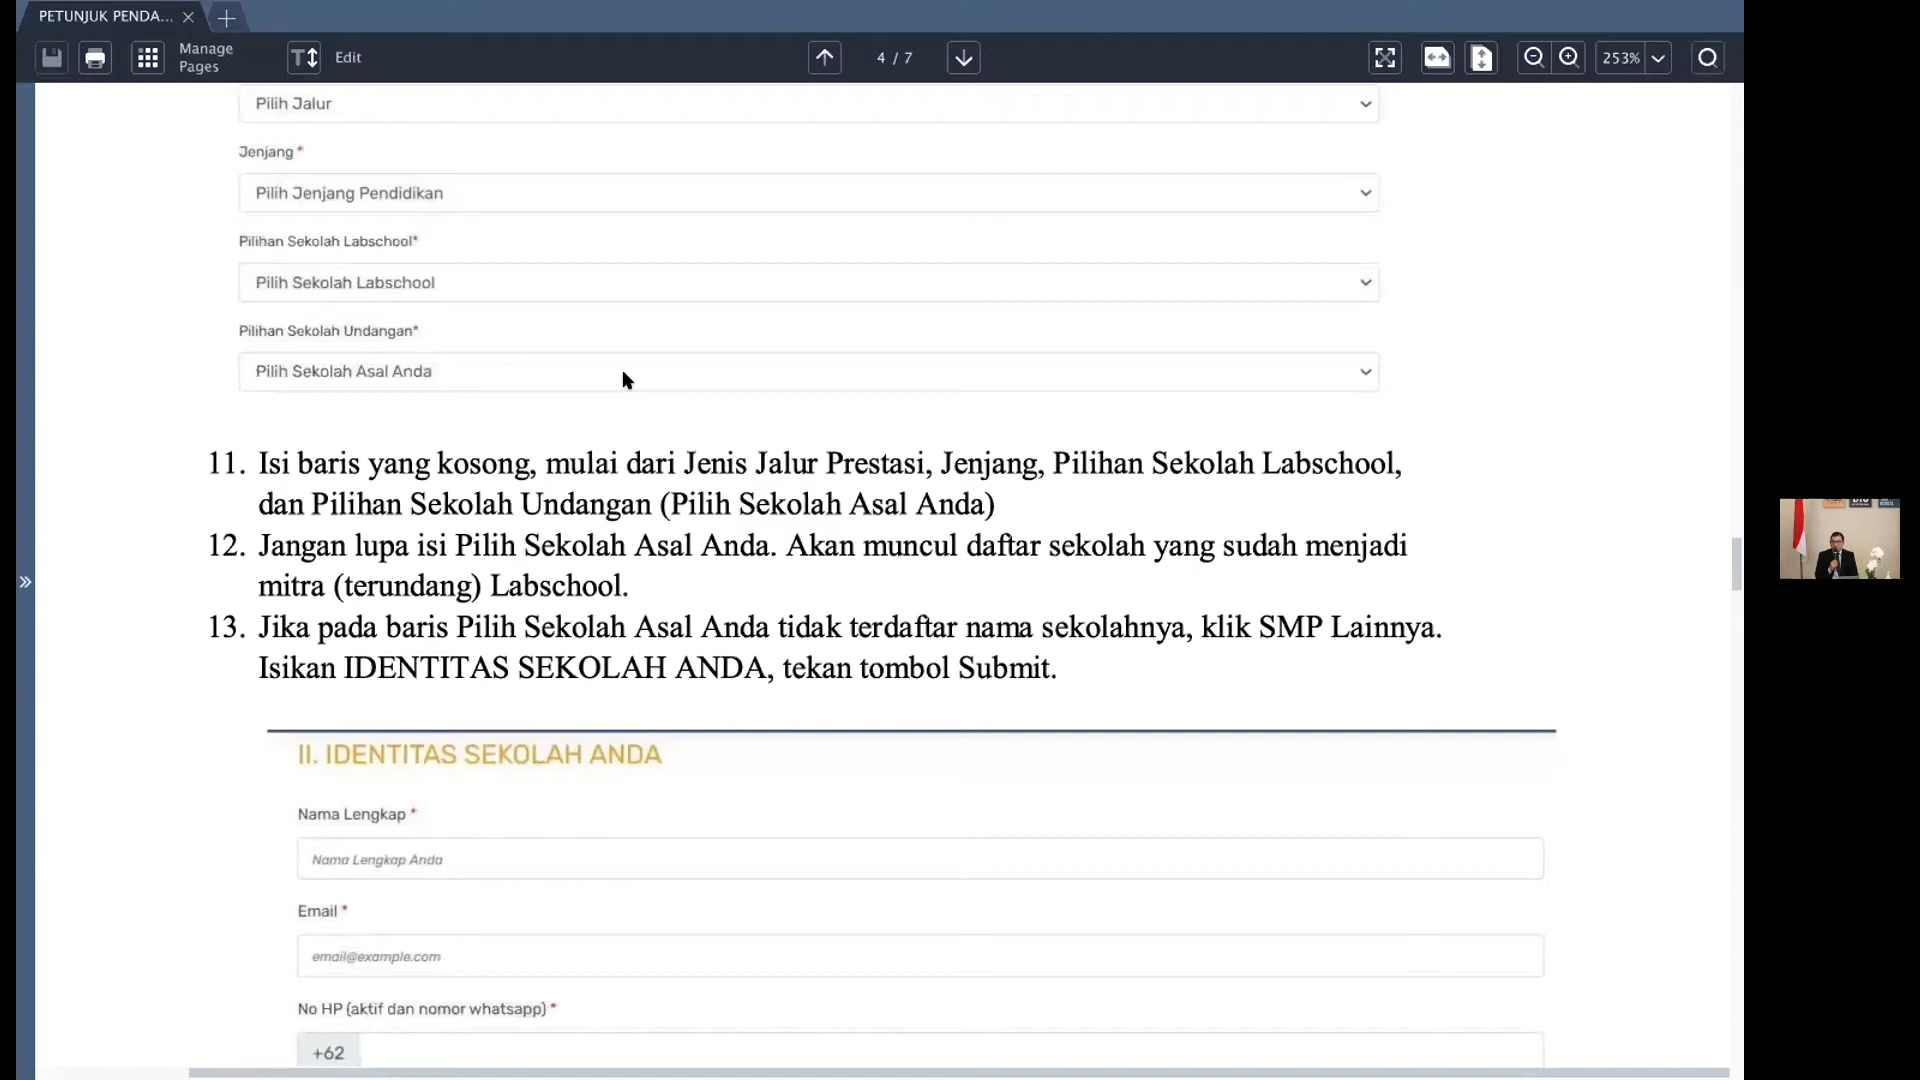 PETUNJUK PENDA...
Manage
Pages
Edit
4 / 7
253%
Pilih Jalur
Jenjang *
Pilih Jenjang Pendidikan
Pilihan Sekolah Labschool*
Pilih Sekolah Labschool
Pilihan Sekolah Undangan*
Pilih Sekolah Asal Anda
11. Isi baris yang kosong, mulai dari Jenis Jalur Prestasi, Jenjang, Pilihan Sekolah Labschool,
dan Pilihan Sekolah Undangan (Pilih Sekolah Asal Anda)
12. Jangan lupa isi Pilih Sekolah Asal Anda. Akan muncul daftar sekolah yang sudah menjadi
mitra (terundang) Labschool.
13. Jika pada baris Pilih Sekolah Asal Anda tidak terdaftar nama sekolahnya, klik SMP Lainnya.
Isikan IDENTITAS SEKOLAH ANDA, tekan tombol Submit.
II. IDENTITAS SEKOLAH ANDA
Nama Lengkap *
Nama Lengkap Anda
Email *
email@example.com
No HP (aktif dan nomor whatsapp) *
+62